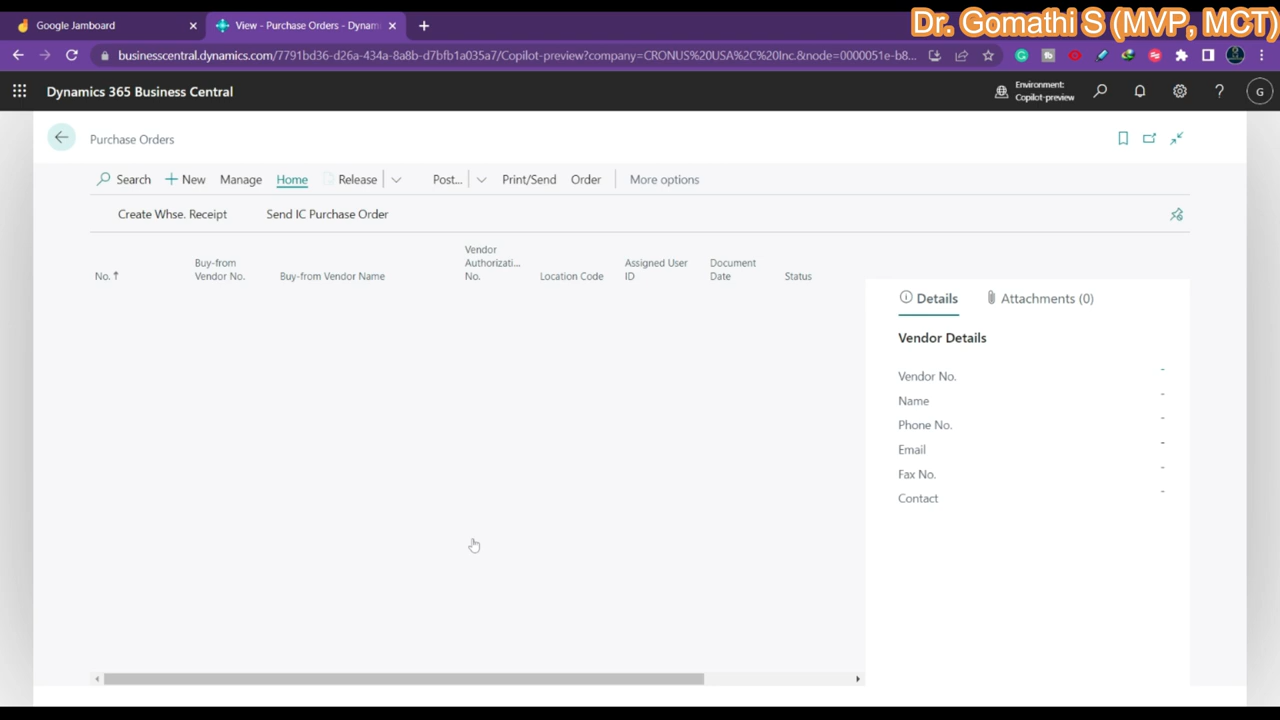 Google Jamboard
View - Purchase Orders - Dynam
Dr. Gomathi S (MVP, MCT)
businesscentral.dynamics.com/7791bd36-d26a-434a-8a8b-d7bfb1a035a7/Copilot-preview?company=CRONUS%20USA%2C%20Inc.&node=0000051e-b8...
Dynamics 365 Business Central
Environment:
Copilot-preview
G
Purchase Orders
Search New Manage Home Release Post... Print/Send Order More options
Create Whse. Receipt Send IC Purchase Order
No. ↑
Buy-from
Vendor No.
Buy-from Vendor Name
Vendor
Authorizati...
No.
Location Code
Assigned User
ID
Document
Date
Status
Details Attachments (0)
Vendor Details
Vendor No. -
Name -
Phone No. -
Email -
Fax No. -
Contact -